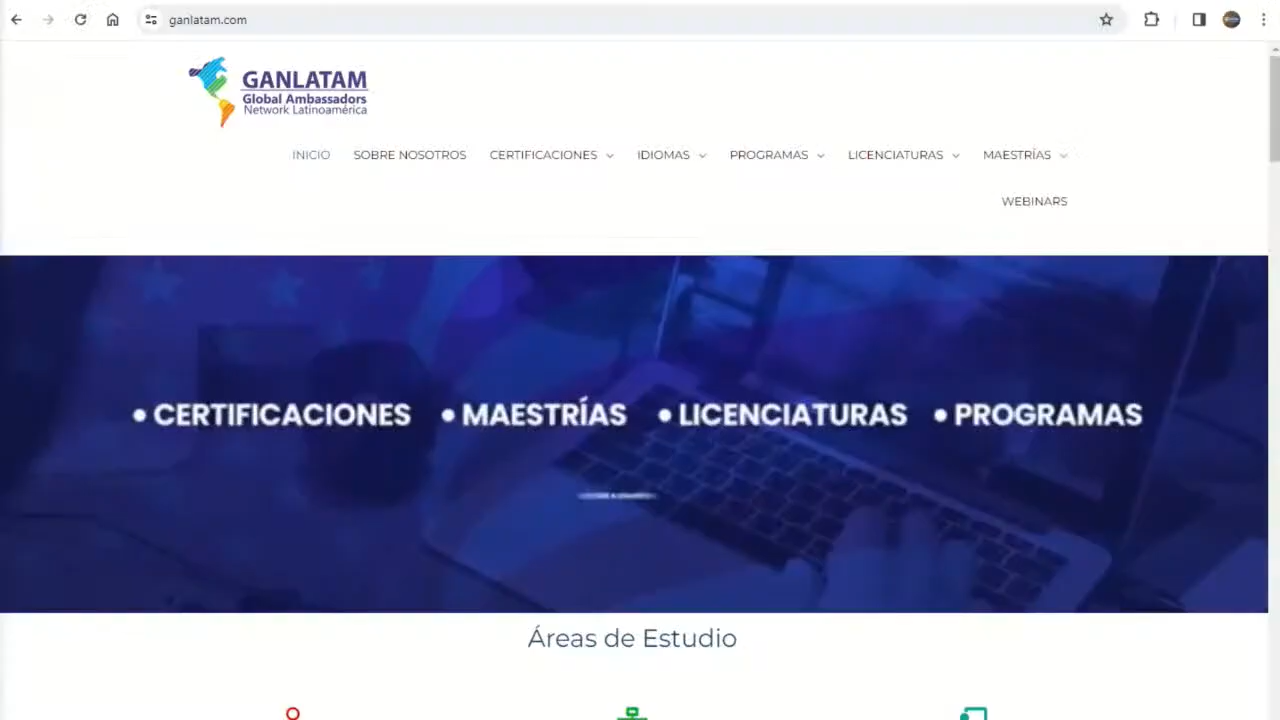 ganlatam.com
GANLATAM
Global Ambassadors
Network Latinoamérica
INICIO SOBRE NOSOTROS CERTIFICACIONES IDIOMAS PROGRAMAS LICENCIATURAS MAESTRÍAS
WEBINARS
• CERTIFICACIONES • MAESTRÍAS • LICENCIATURAS • PROGRAMAS
Áreas de Estudio